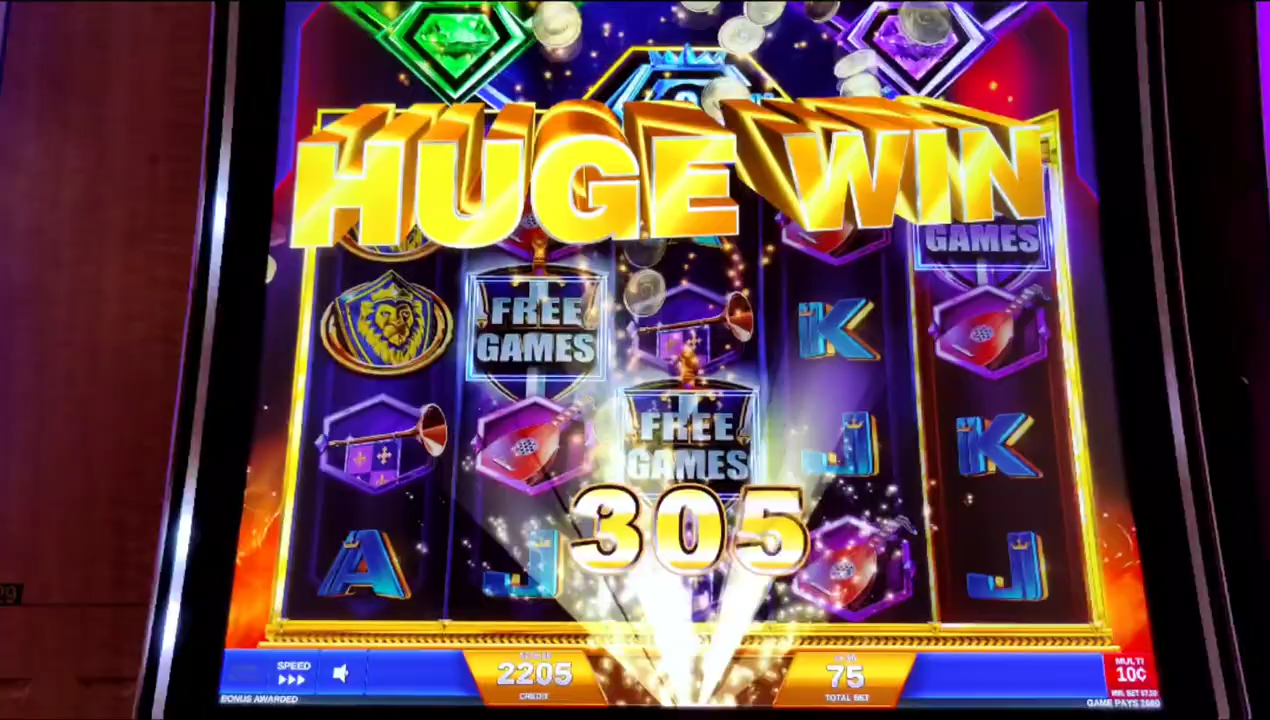 HUGE WIN
GAMES
FREE
GAMES
K
FREE
GAMES
J
K
305
A
J
J
SPEED
2205
75
CREDIT
TOTAL BET
MULTI
10¢
BONUS AWARDED